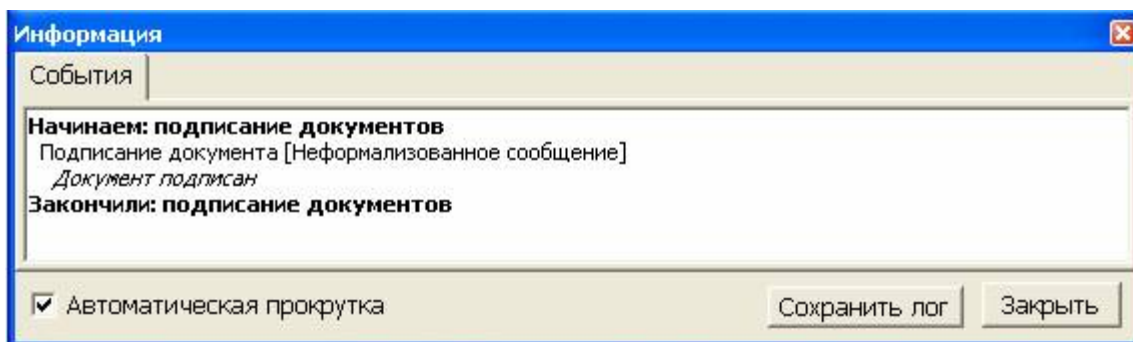 Информация
События
Начинаем: подписание документов
Подписание документа [Неформализованное сообщение]
Документ подписан
Закончили: подписание документов
Автоматическая прокрутка
Сохранить лог
Закрыть